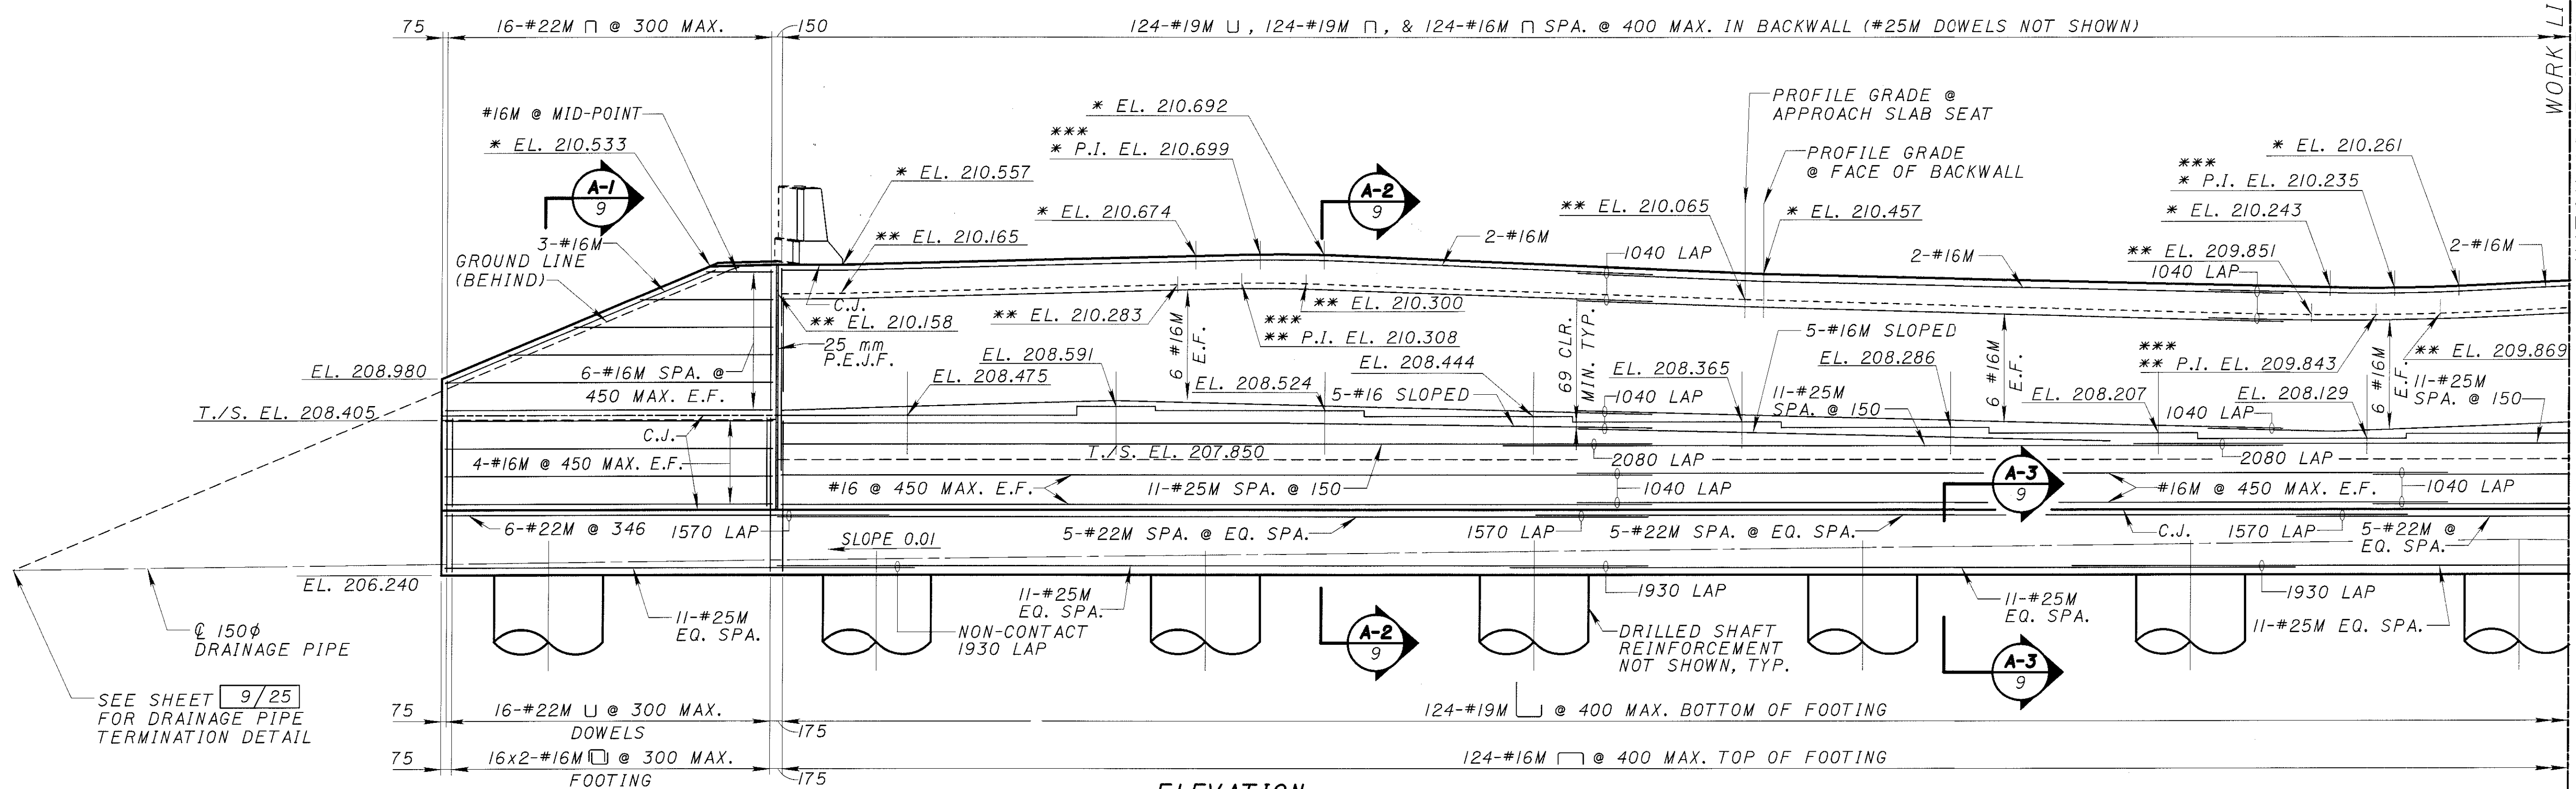 75
16-#22M ⊓ @ 300 MAX.
150
124-#19M ⊔, 124-#19M ⊓, & 124-#16M ⊓ SPA. @ 400 MAX. IN BACKWALL (#25M DOWELS NOT SHOWN)
WORK LI
#16M @ MID-POINT
* EL. 210.533
A-1
9
3-#16M
GROUND LINE
(BEHIND)
* EL. 210.557
** EL. 210.165
* EL. 210.692
***
* P.I. EL. 210.699
* EL. 210.674
A-2
9
2-#16M
PROFILE GRADE @
APPROACH SLAB SEAT
PROFILE GRADE
@ FACE OF BACKWALL
** EL. 210.065
* EL. 210.457
1040 LAP
2-#16M
* EL. 210.261
***
* P.I. EL. 210.235
* EL. 210.243
** EL. 209.851
1040 LAP
2-#16M
C.J.
** EL. 210.158
25 mm
P.E.J.F.
** EL. 210.283
** EL. 210.300
***
** P.I. EL. 210.308
6 #16M
E.F.
69 CLR.
MIN. TYP.
5-#16M SLOPED
6 #16M
E.F.
***
** P.I. EL. 209.843
6 #16M
E.F.
** EL. 209.869
EL. 208.980
6-#16M SPA. @
450 MAX. E.F.
EL. 208.591
EL. 208.475
EL. 208.444
EL. 208.524
5-#16 SLOPED
EL. 208.365
EL. 208.286
1040 LAP
11-#25M
SPA. @ 150
EL. 208.207
EL. 208.129
1040 LAP
11-#25M
SPA. @ 150
T./S. EL. 208.405
C.J.
4-#16M @ 450 MAX. E.F.
T./S. EL. 207.850
2080 LAP
2080 LAP
#16 @ 450 MAX. E.F.
11-#25M SPA. @ 150
1040 LAP
A-3
9
#16M @ 450 MAX. E.F.
1040 LAP
6-#22M @ 346
1570 LAP
SLOPE 0.01
5-#22M SPA. @ EQ. SPA.
1570 LAP
5-#22M SPA. @ EQ. SPA.
C.J.
1570 LAP
5-#22M @
EQ. SPA.
EL. 206.240
℄ 150⌀
DRAINAGE PIPE
11-#25M
EQ. SPA.
NON-CONTACT
1930 LAP
11-#25M
EQ. SPA.
A-2
9
1930 LAP
DRILLED SHAFT
REINFORCEMENT
NOT SHOWN, TYP.
A-3
9
11-#25M
EQ. SPA.
1930 LAP
11-#25M EQ. SPA.
SEE SHEET 9/25
FOR DRAINAGE PIPE
TERMINATION DETAIL
75
16-#22M ⊔ @ 300 MAX.
DOWELS
175
124-#19M ⊔ @ 400 MAX. BOTTOM OF FOOTING
75
16x2-#16M @ 300 MAX.
FOOTING
175
124-#16M ⊓ @ 400 MAX. TOP OF FOOTING
ELEVATION